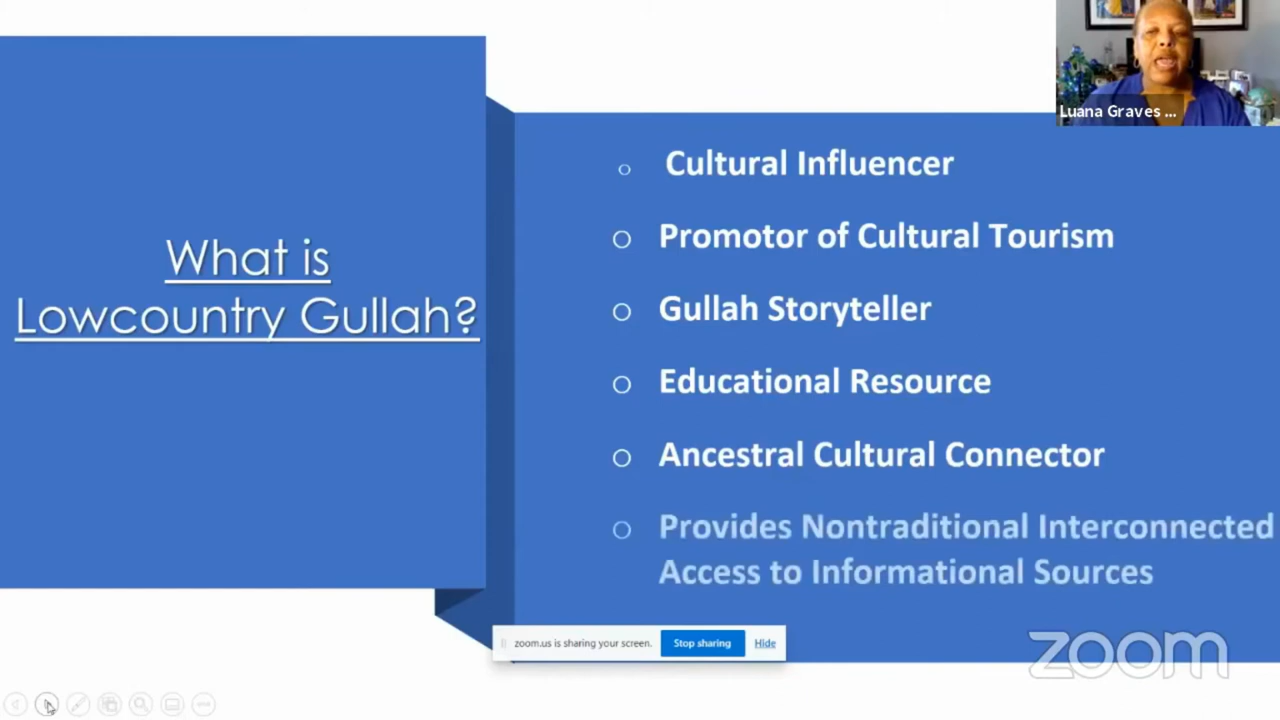 Luana Graves ...
Cultural Influencer
Promotor of Cultural Tourism
What is
Lowcountry Gullah?
Gullah Storyteller
Educational Resource
Ancestral Cultural Connector
Provides Nontraditional Interconnected
Access to Informational Sources
zoom.us is sharing your screen. Stop sharing Hide
zoom